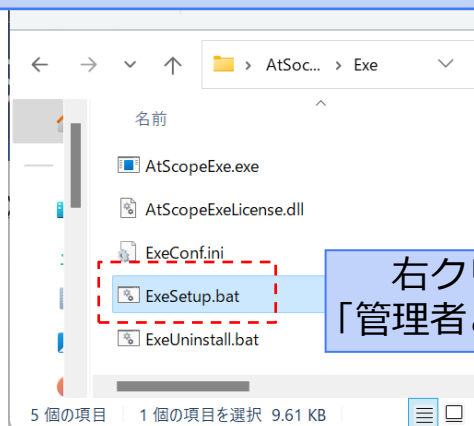 AtSoc... > Exe
名前
AtScopeExe.exe
AtScopeExeLicense.dll
ExeConf.ini
ExeSetup.bat
ExeUninstall.bat
右ク
「管理者
5 個の項目 1 個の項目を選択 9.61 KB